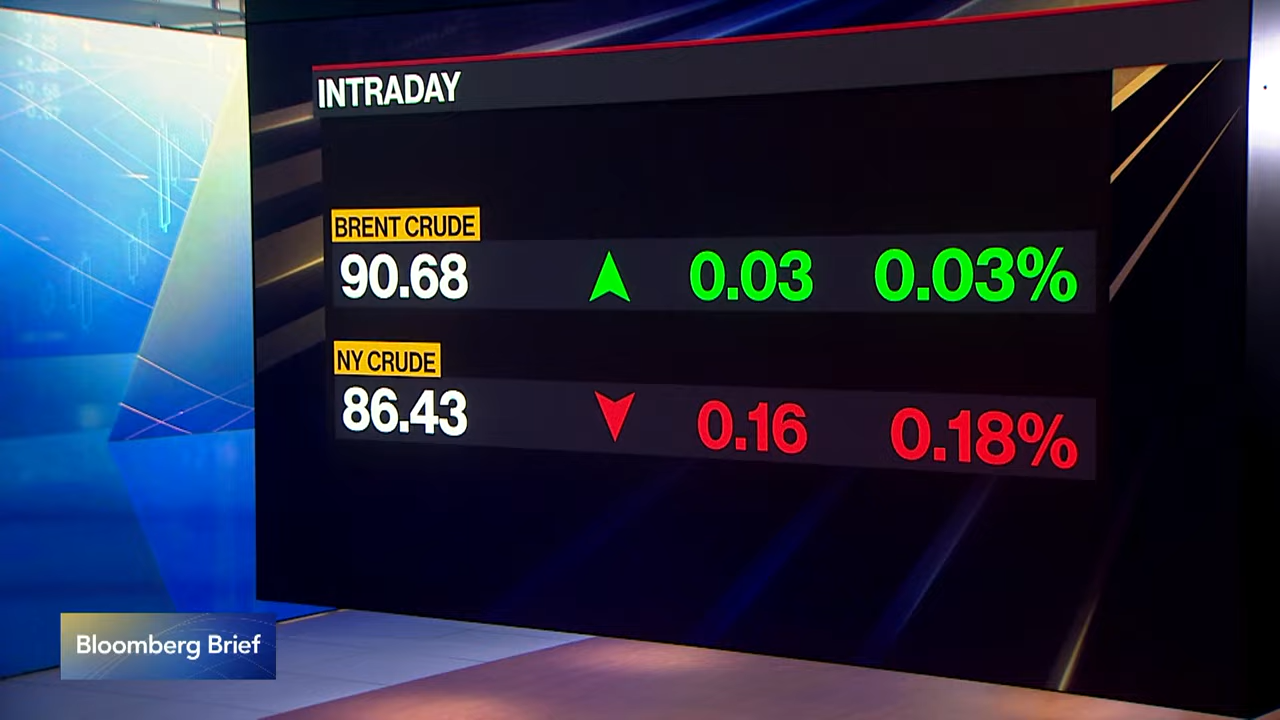 INTRADAY
BRENT CRUDE
90.68 ▲ 0.03 0.03%
NY CRUDE
86.43 ▼ 0.16 0.18%
Bloomberg Brief